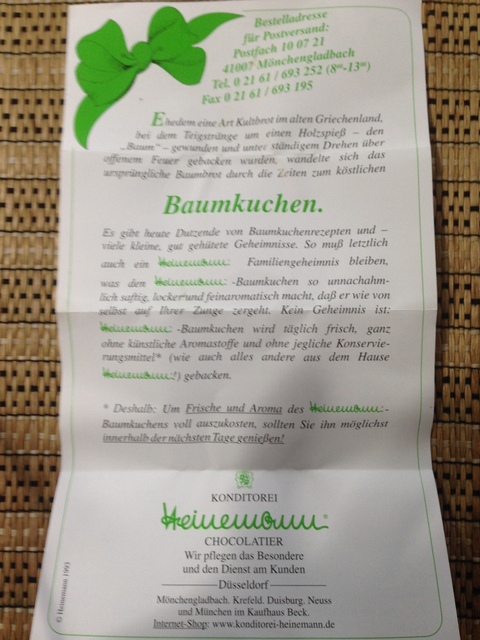 Bestelladresse
für Postversand:
Postfach 10 07 21
41007 Mönchengladbach
Tel. 0 21 61 / 693 252 (8⁰⁰-13⁰⁰)
Fax 0 21 61 / 693 195
Ehedem eine Art Kultbrot im alten Griechenland,
bei dem Teigstränge um einen Holzspieß – den
„Baum“ – gewunden und unter ständigem Drehen über
offenem Feuer gebacken wurden, wandelte sich das
ursprüngliche Baumbrot durch die Zeiten zum köstlichen
Baumkuchen.
Es gibt heute Dutzende von Baumkuchenrezepten und –
viele kleine, gut gehütete Geheimnisse. So muß letztlich
auch ein Heinemann: Familiengeheimnis bleiben,
was den Heinemann: -Baumkuchen so unnachahm-
lich saftig, locker und feinaromatisch macht, daß er wie von
selbst auf Ihrer Zunge zergeht. Kein Geheimnis ist:
Heinemann: -Baumkuchen wird täglich frisch, ganz
ohne künstliche Aromastoffe und ohne jegliche Konservie-
rungsmittel* (wie auch alles andere aus dem Hause
Heinemann:!) gebacken.
* Deshalb: Um Frische und Aroma des Heinemann:-
Baumkuchens voll auszukosten, sollten Sie ihn möglichst
innerhalb der nächsten Tage genießen!
KONDITOREI
Heinemann®
CHOCOLATIER
Wir pflegen das Besondere
und den Dienst am Kunden
Düsseldorf
Mönchengladbach. Krefeld. Duisburg. Neuss
und München im Kaufhaus Beck.
Internet-Shop: www.konditorei-heinemann.de
© Heinemann 1993